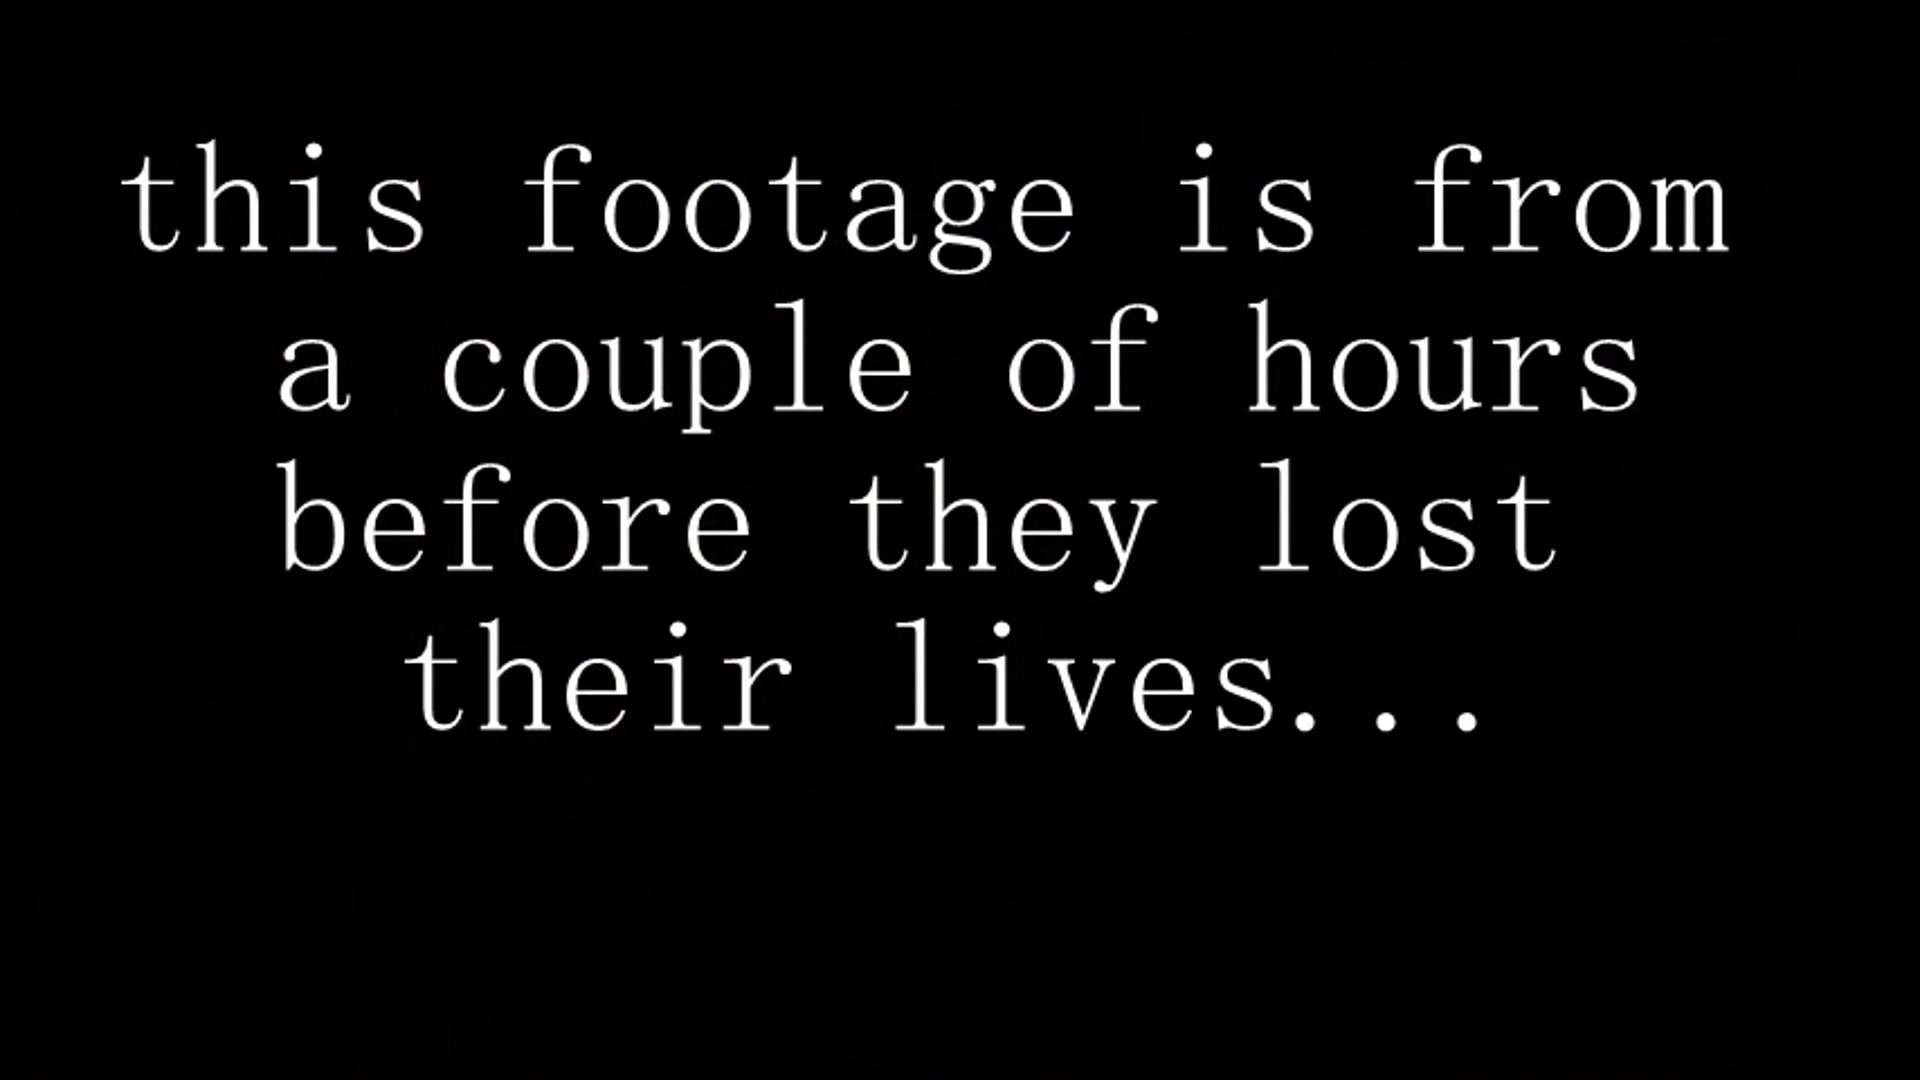 this footage is from
a couple of hours
before they lost
their lives...